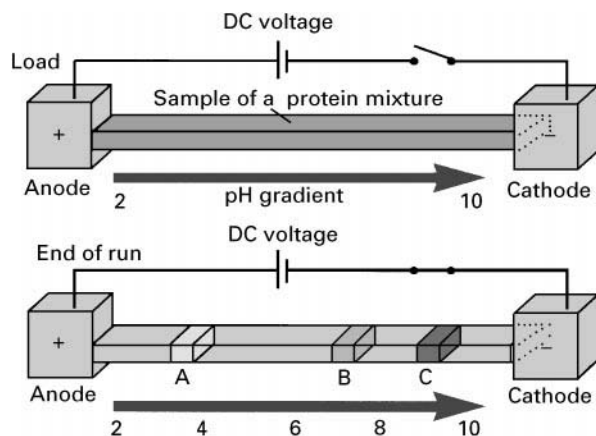 DC voltage
Load
Sample of a protein mixture
+ −
Anode Cathode
2 pH gradient 10
DC voltage
End of run
+ −
Anode A B C Cathode
2 4 6 8 10